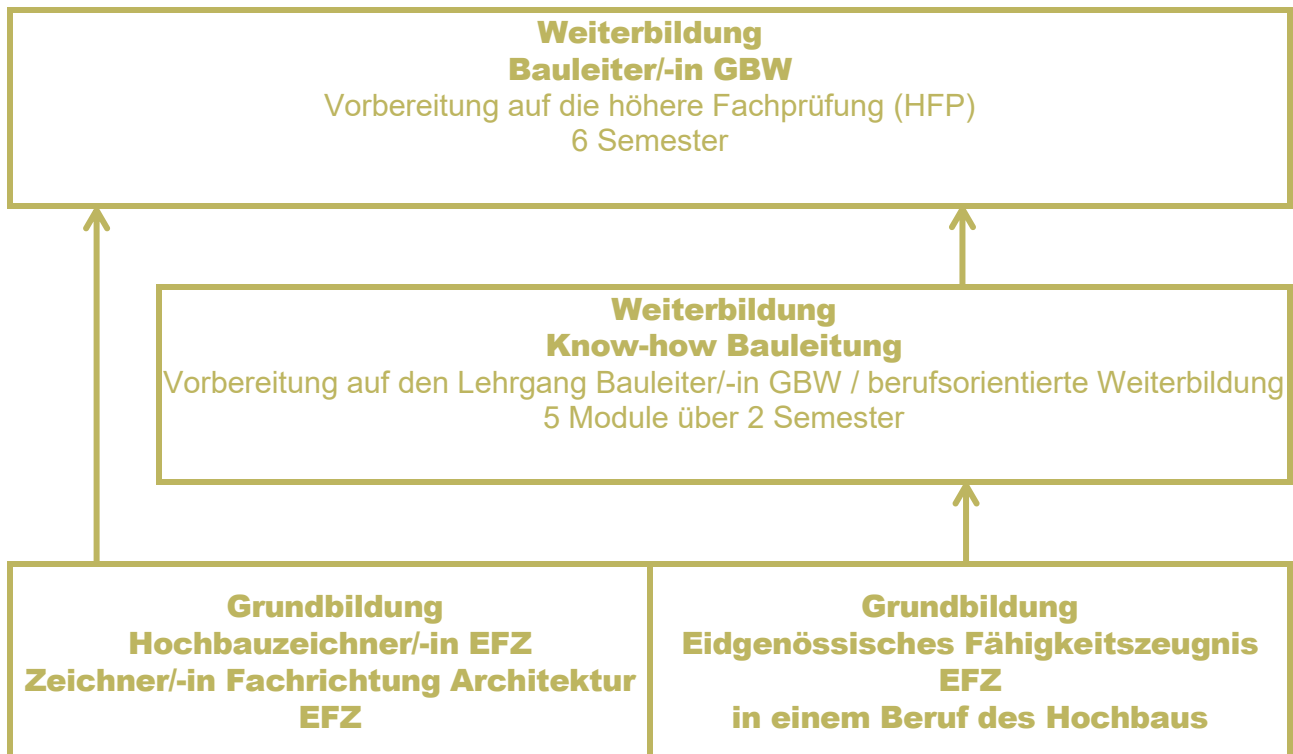 Weiterbildung
Bauleiter/-in GBW
Vorbereitung auf die höhere Fachprüfung (HFP)
6 Semester
Weiterbildung
Know-how Bauleitung
Vorbereitung auf den Lehrgang Bauleiter/-in GBW / berufsorientierte Weiterbildung
5 Module über 2 Semester
Grundbildung
Hochbauzeichner/-in EFZ
Zeichner/-in Fachrichtung Architektur
EFZ
Grundbildung
Eidgenössisches Fähigkeitszeugnis
EFZ
in einem Beruf des Hochbaus